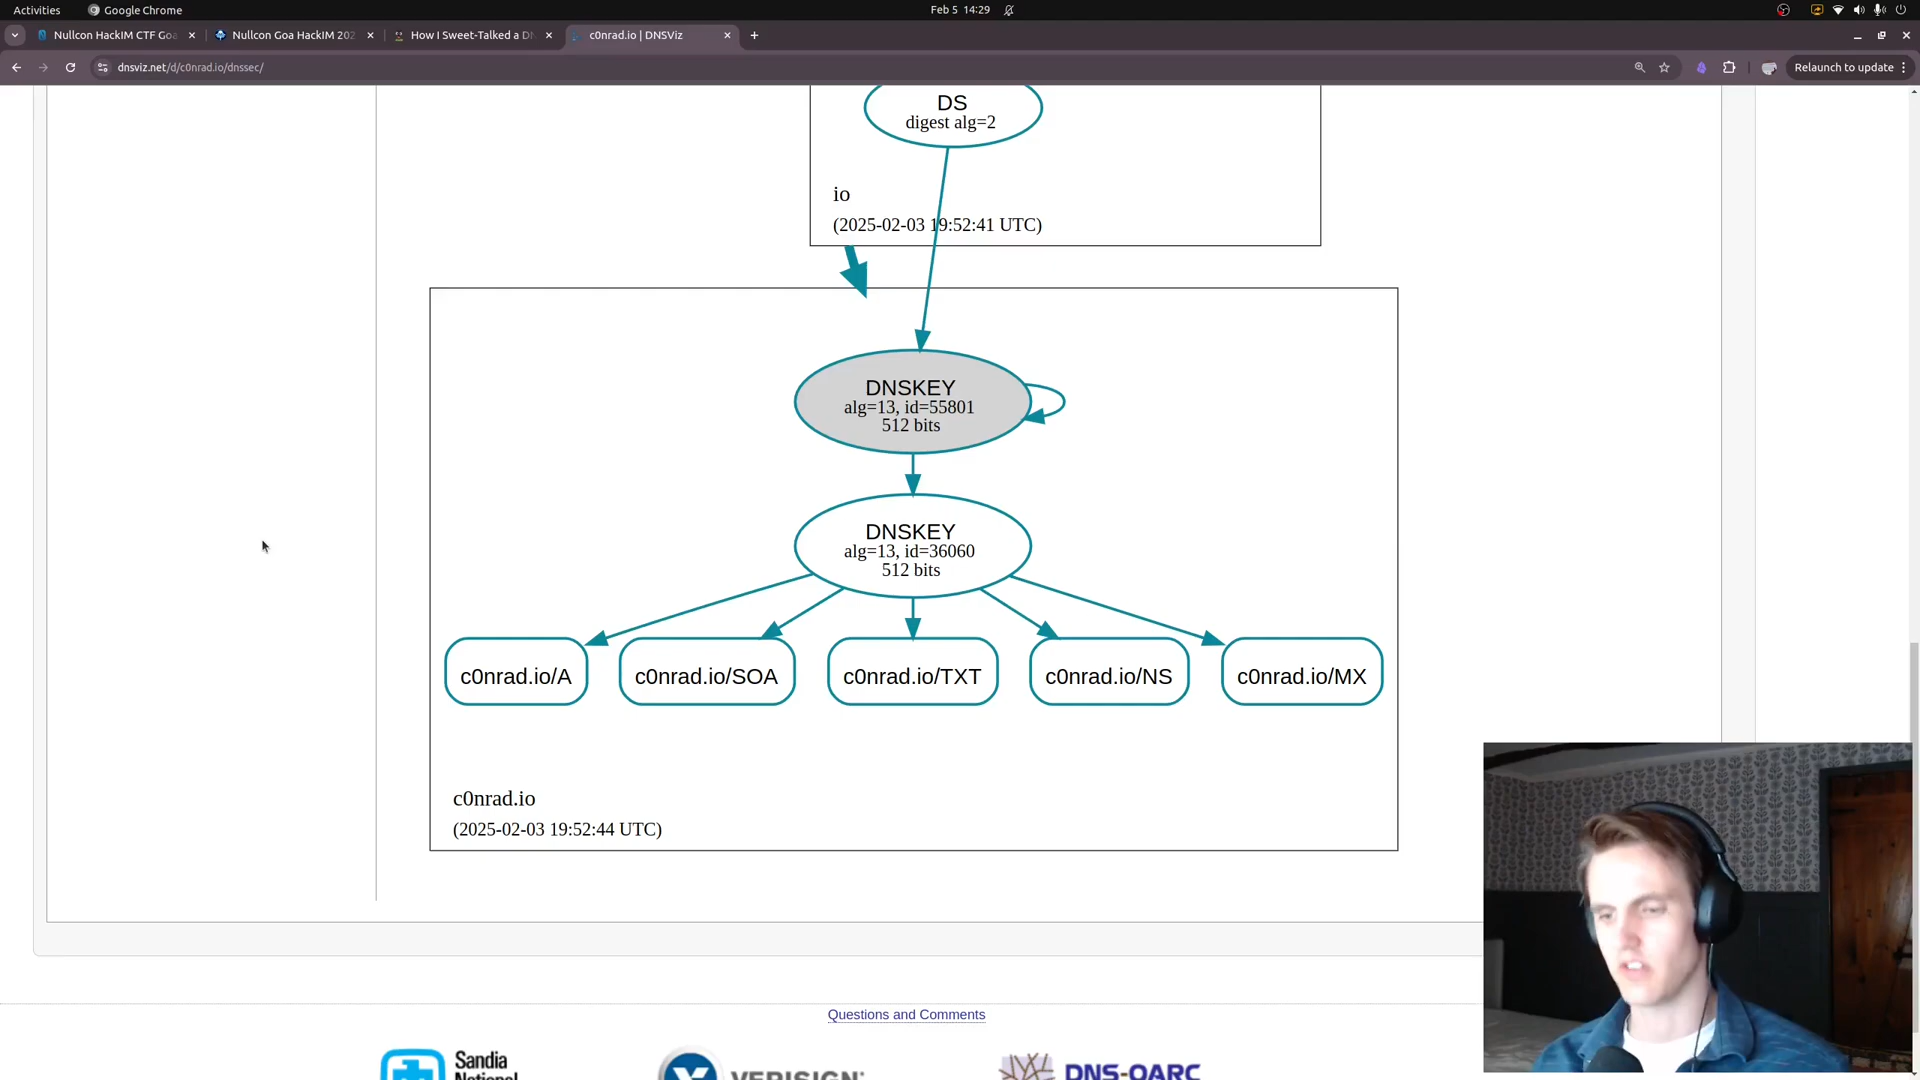 Activities
Google Chrome
Feb 5 14:29
Nullcon HackIM CTF Goa
Nullcon Goa HackIM 202
How I Sweet-Talked a DN
c0nrad.io | DNSViz
dnsviz.net/d/c0nrad.io/dnssec/
Relaunch to update
DS
digest alg=2
io
(2025-02-03 19:52:41 UTC)
DNSKEY
alg=13, id=55801
512 bits
DNSKEY
alg=13, id=36060
512 bits
c0nrad.io/A
c0nrad.io/SOA
c0nrad.io/TXT
c0nrad.io/NS
c0nrad.io/MX
c0nrad.io
(2025-02-03 19:52:44 UTC)
Questions and Comments
Sandia
National
VERISIGN
DNS-OARC